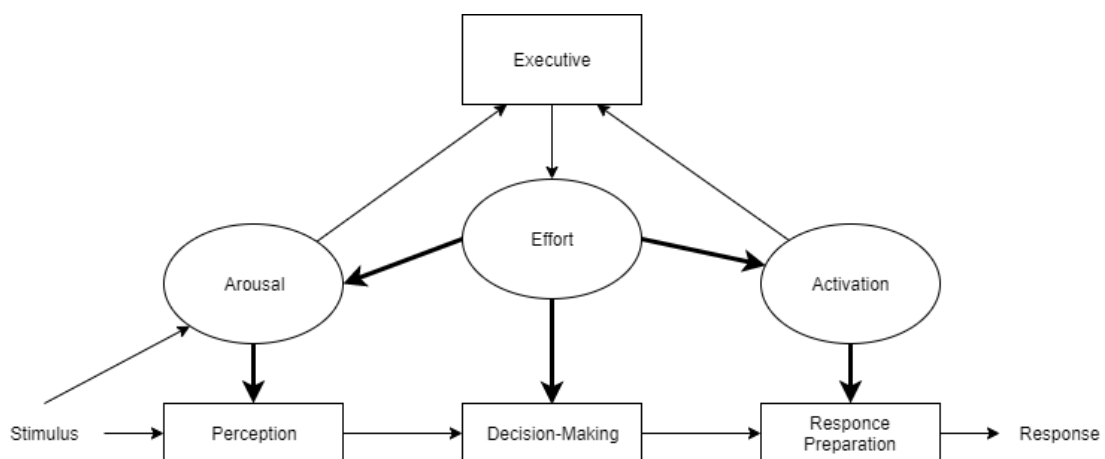 Executive
Effort
Arousal
Activation
Stimulus
Perception
Decision-Making
Responce
Preparation
Response